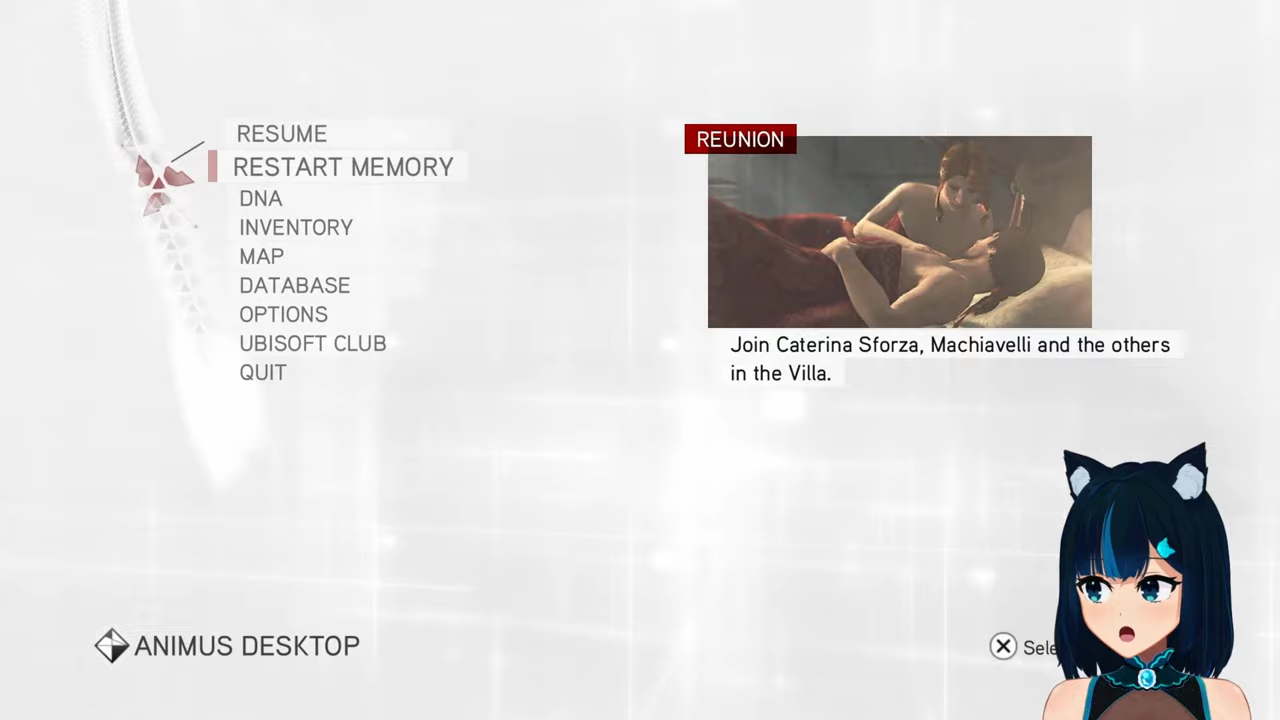 RESUME
RESTART MEMORY
DNA
INVENTORY
MAP
DATABASE
OPTIONS
UBISOFT CLUB
QUIT
REUNION
Join Caterina Sforza, Machiavelli and the others
in the Villa.
ANIMUS DESKTOP
Sele